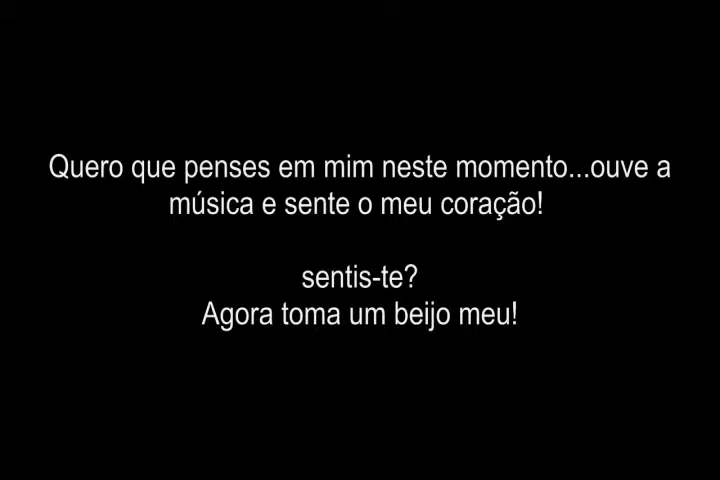 Quero que penses em mim neste momento...ouve a
música e sente o meu coração!
sentis-te?
Agora toma um beijo meu!